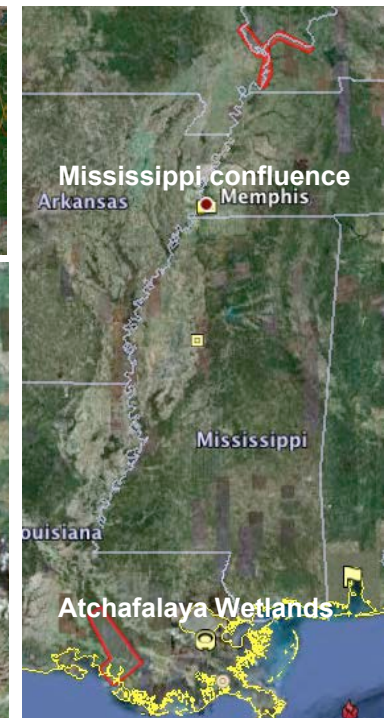 Mississippi confluence
Arkansas
Memphis
Mississippi
ouisiana
Atchafalaya Wetlands